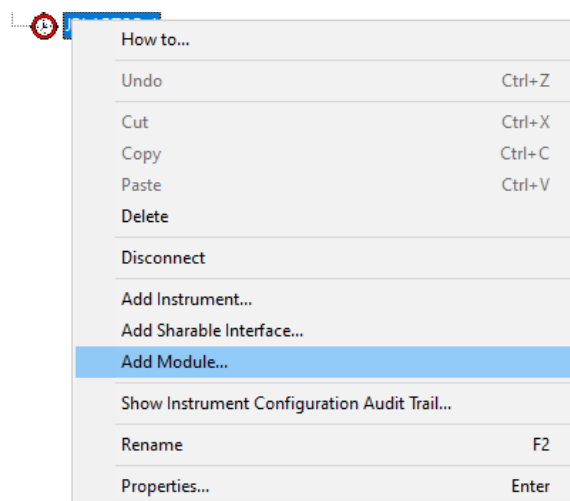 How to...
Undo Ctrl+Z
Cut Ctrl+X
Copy Ctrl+C
Paste Ctrl+V
Delete
Disconnect
Add Instrument...
Add Sharable Interface...
Add Module...
Show Instrument Configuration Audit Trail...
Rename F2
Properties... Enter